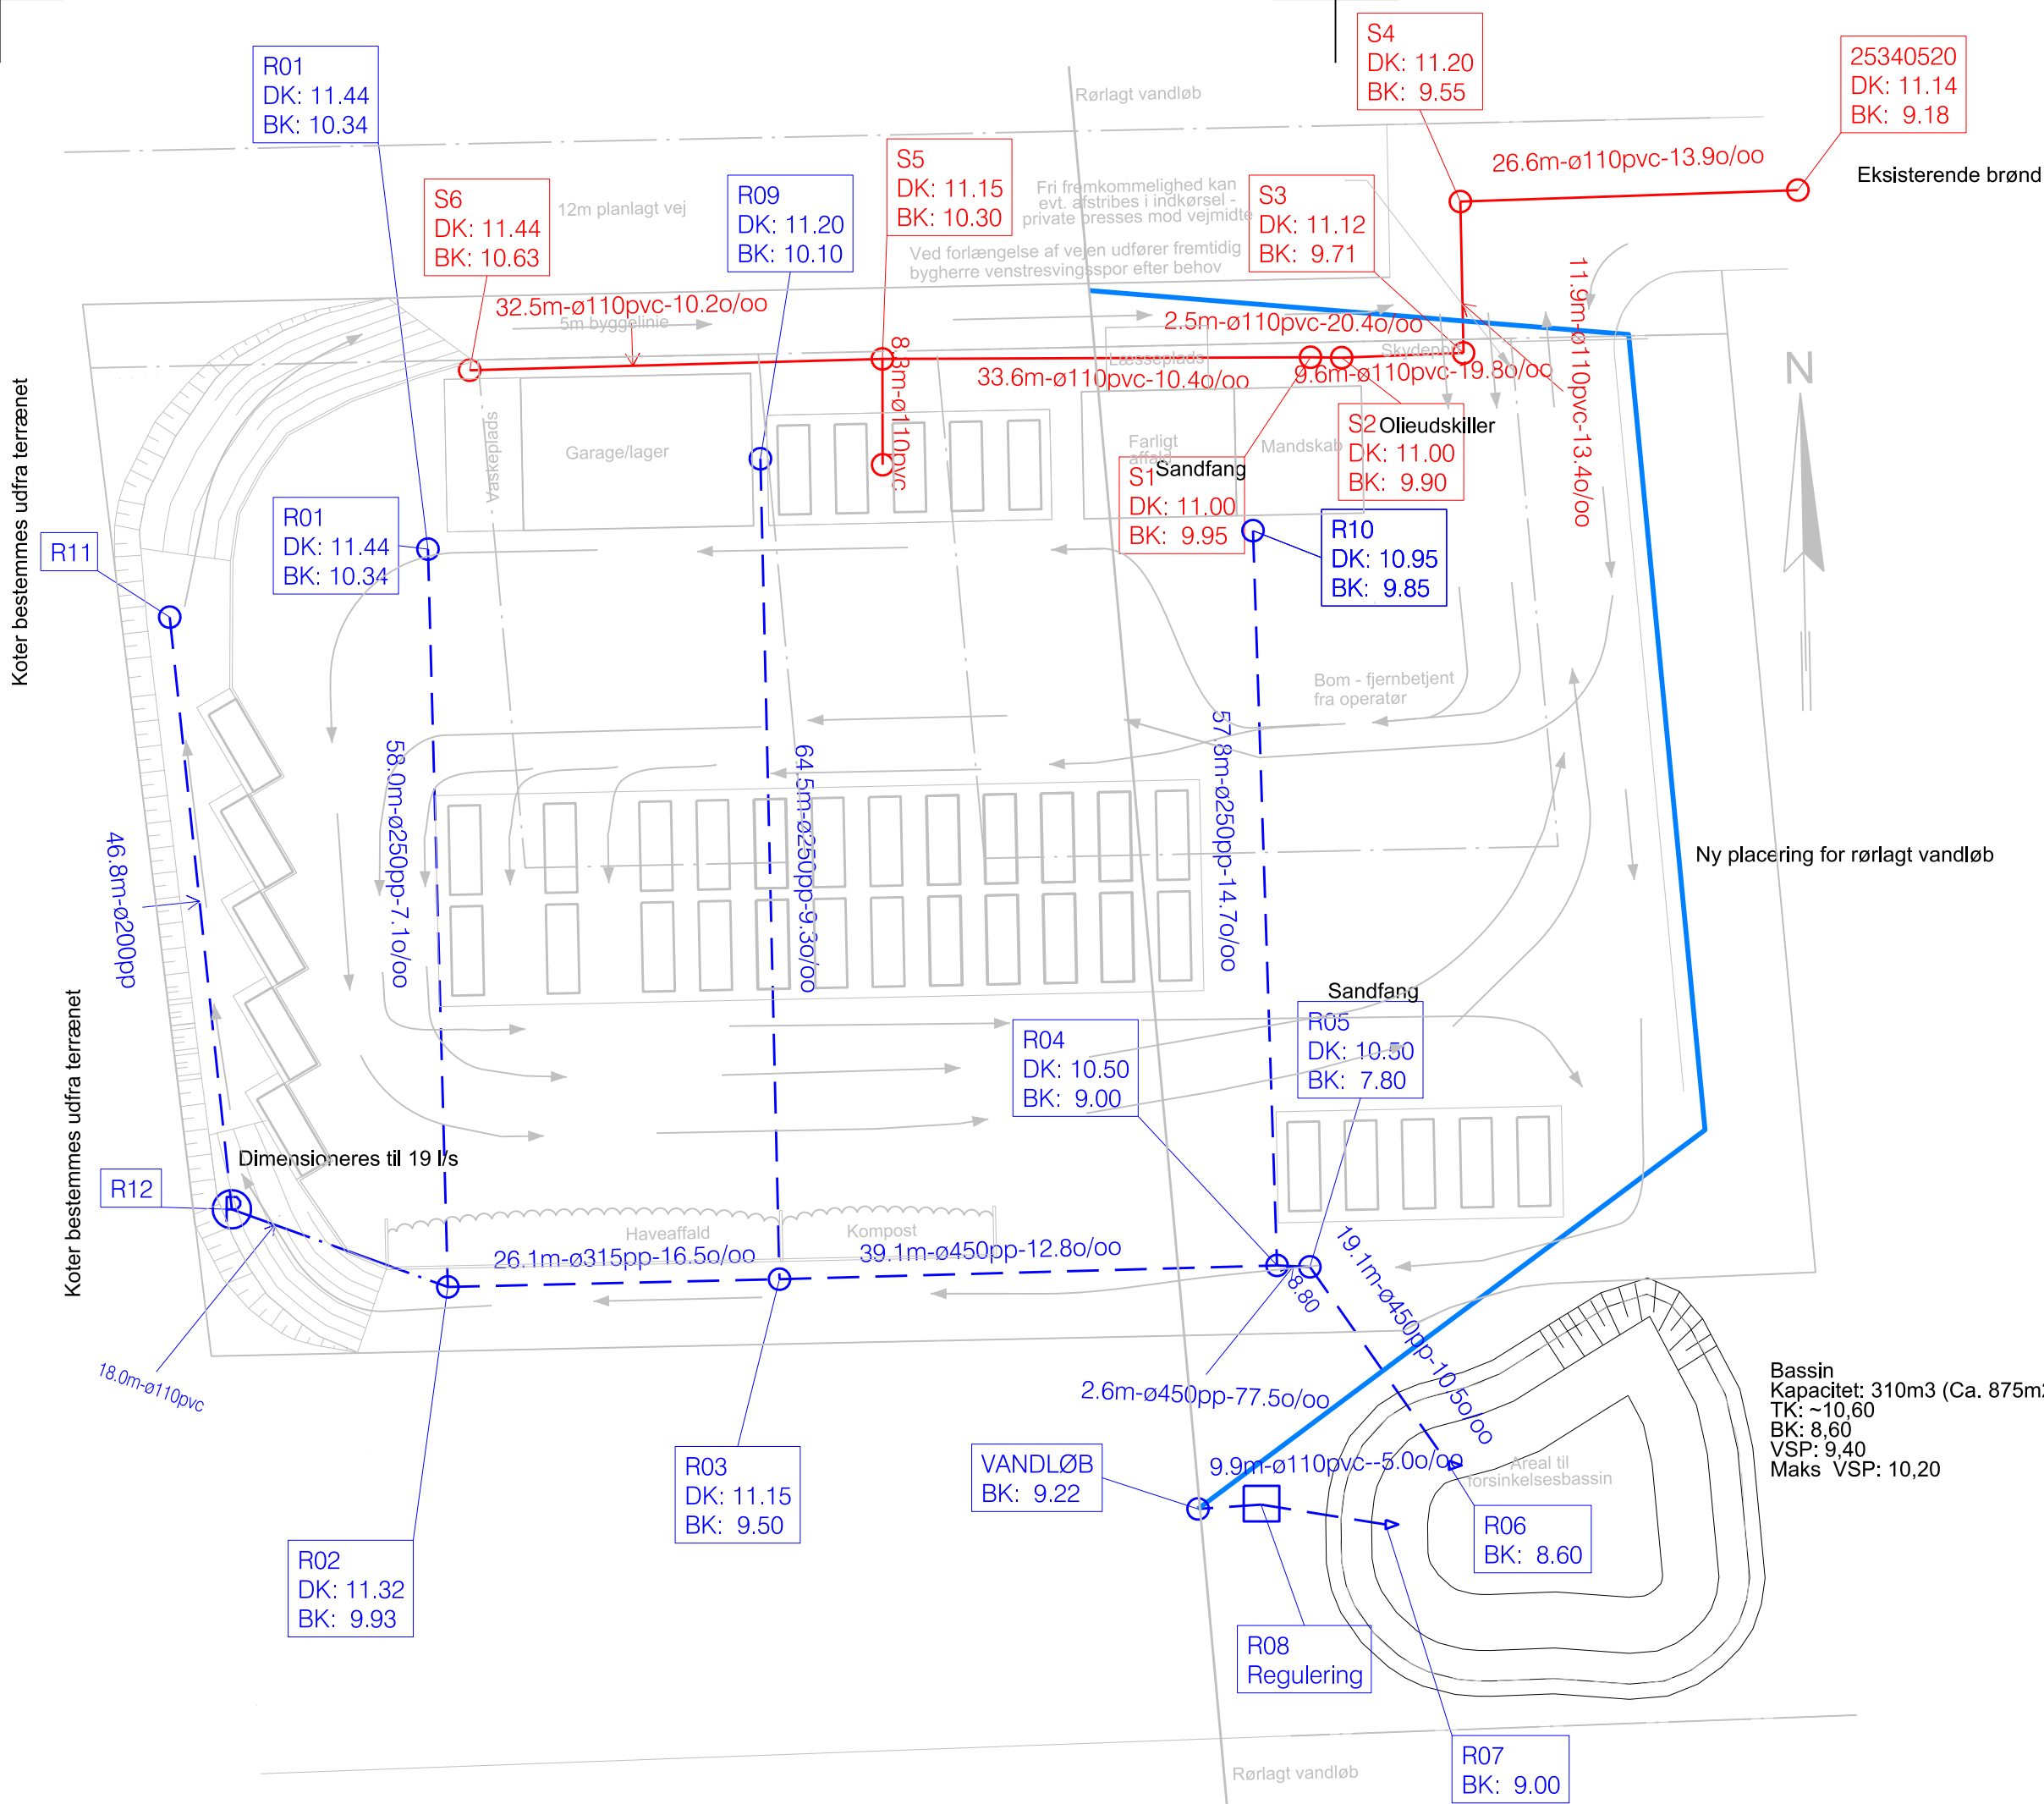 R01
DK: 11.44
BK: 10.34
S4
DK: 11.20
BK: 9.55
25340520
DK: 11.14
BK: 9.18
Rørlagt vandløb
26.6m-ø110pvc-13.9o/oo
Eksisterende brønd
S6
DK: 11.44
BK: 10.63
12m planlagt vej
R09
DK: 11.20
BK: 10.10
S5
DK: 11.15
BK: 10.30
Fri fremkommelighed kan
evt. afstribes i indkørsel -
private presses mod vejmidte
Ved forlængelse af vejen udfører fremtidig
bygherre venstresvingsspor efter behov
S3
DK: 11.12
BK: 9.71
11.9m-ø110pvc-13.4o/oo
32.5m-ø110pvc-10.2o/oo
5m byggelinie
2.5m-ø110pvc-20.4o/oo
8.3m-ø110pvc
Læsseplads
Skydeport
33.6m-ø110pvc-10.4o/oo
9.6m-ø110pvc-19.8o/oo
N
Koter bestemmes udfra terrænet
Vaskeplads
Garage/lager
Farligt
affald
Mandskab
S2
Olieudskiller
DK: 11.00
BK: 9.90
S1
Sandfang
DK: 11.00
BK: 9.95
R01
DK: 11.44
BK: 10.34
R11
R10
DK: 10.95
BK: 9.85
Bom - fjernbetjent
fra operatør
58.0m-ø250pp-7.1o/oo
64.5m-ø250pp-9.3o/oo
57.8m-ø250pp-14.7o/oo
46.8m-ø200pp
Ny placering for rørlagt vandløb
Koter bestemmes udfra terrænet
Sandfang
R04
DK: 10.50
BK: 9.00
R05
DK: 10.50
BK: 7.80
Dimensioneres til 19 l/s
R12
P
Haveaffald
Kompost
26.1m-ø315pp-16.5o/oo
39.1m-ø450pp-12.8o/oo
8.80
19.1m-ø450pp-10.5o/oo
18.0m-ø110pvc
2.6m-ø450pp-77.5o/oo
Bassin
Kapacitet: 310m3 (Ca. 875m2
TK: ~10,60
BK: 8,60
VSP: 9,40
Maks VSP: 10,20
R03
DK: 11.15
BK: 9.50
VANDLØB
BK: 9.22
9.9m-ø110pvc--5.0o/oo
Areal til
forsinkelsesbassin
R02
DK: 11.32
BK: 9.93
R06
BK: 8.60
R08
Regulering
R07
BK: 9.00
Rørlagt vandløb